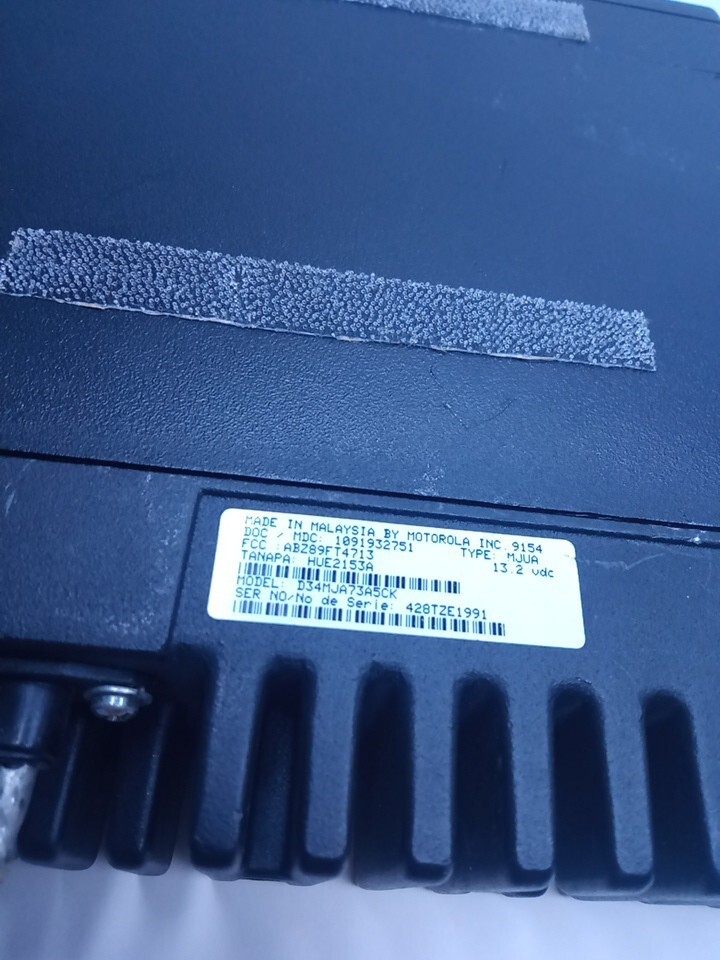 MADE IN MALAYSIA BY MOTOROLA INC 9154
DOC / MDC: 1091932751 TYPE: MJUA
FCC : ABZ89FT4713 13.2 vdc
TANAPA: HUE2153A
MODEL: D34MJA73A5CK
SER NO/No de Serie: 428TZE1991